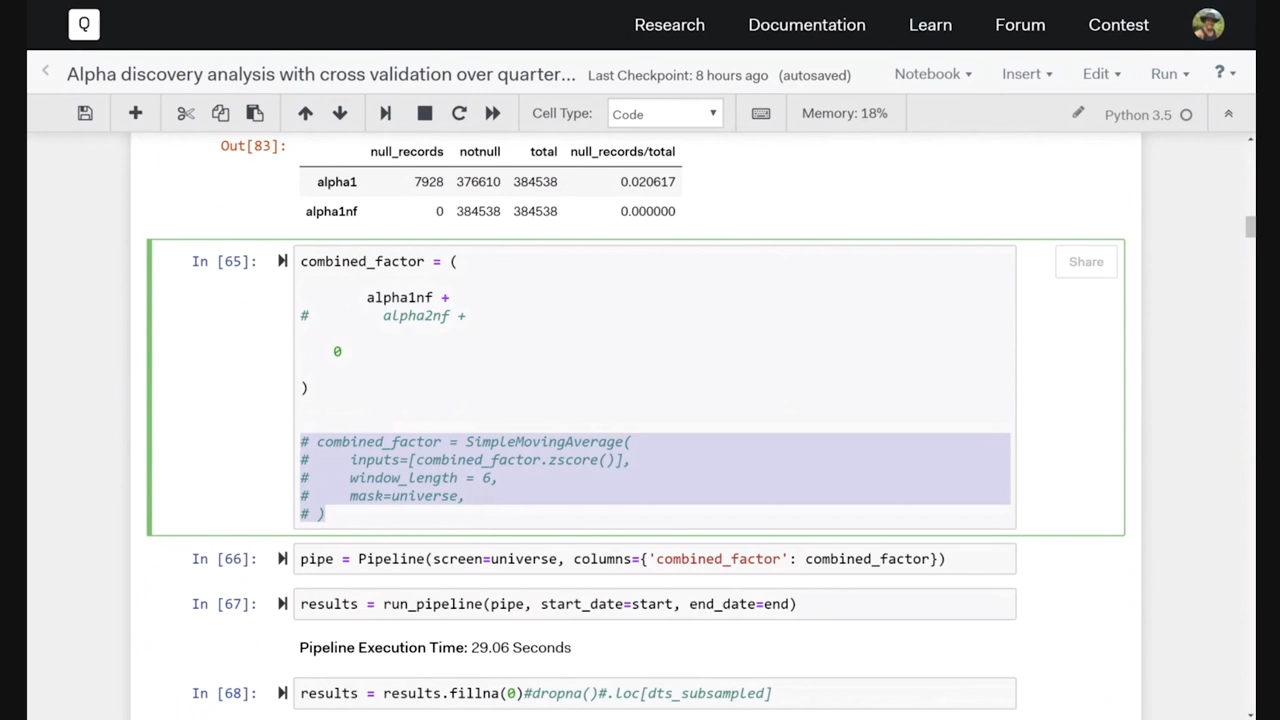 Q
Research
Documentation
Learn
Forum
Contest
Alpha discovery analysis with cross validation over quarter...
Last Checkpoint: 8 hours ago
(autosaved)
Notebook
Insert
Edit
Run
?
Cell Type:
Code
Memory: 18%
Python 3.5
Out[83]:
null_records notnull total null_records/total
alpha1 7928 376610 384538 0.020617
alpha1nf 0 384538 384538 0.000000
In [65]:
combined_factor = (
alpha1nf +
# alpha2nf +
0
)
# combined_factor = SimpleMovingAverage(
# inputs=[combined_factor.zscore()],
# window_length = 6,
# mask=universe,
# )
Share
In [66]:
pipe = Pipeline(screen=universe, columns={'combined_factor': combined_factor})
In [67]:
results = run_pipeline(pipe, start_date=start, end_date=end)
Pipeline Execution Time: 29.06 Seconds
In [68]:
results = results.fillna(0)#dropna()#.loc[dts_subsampled]